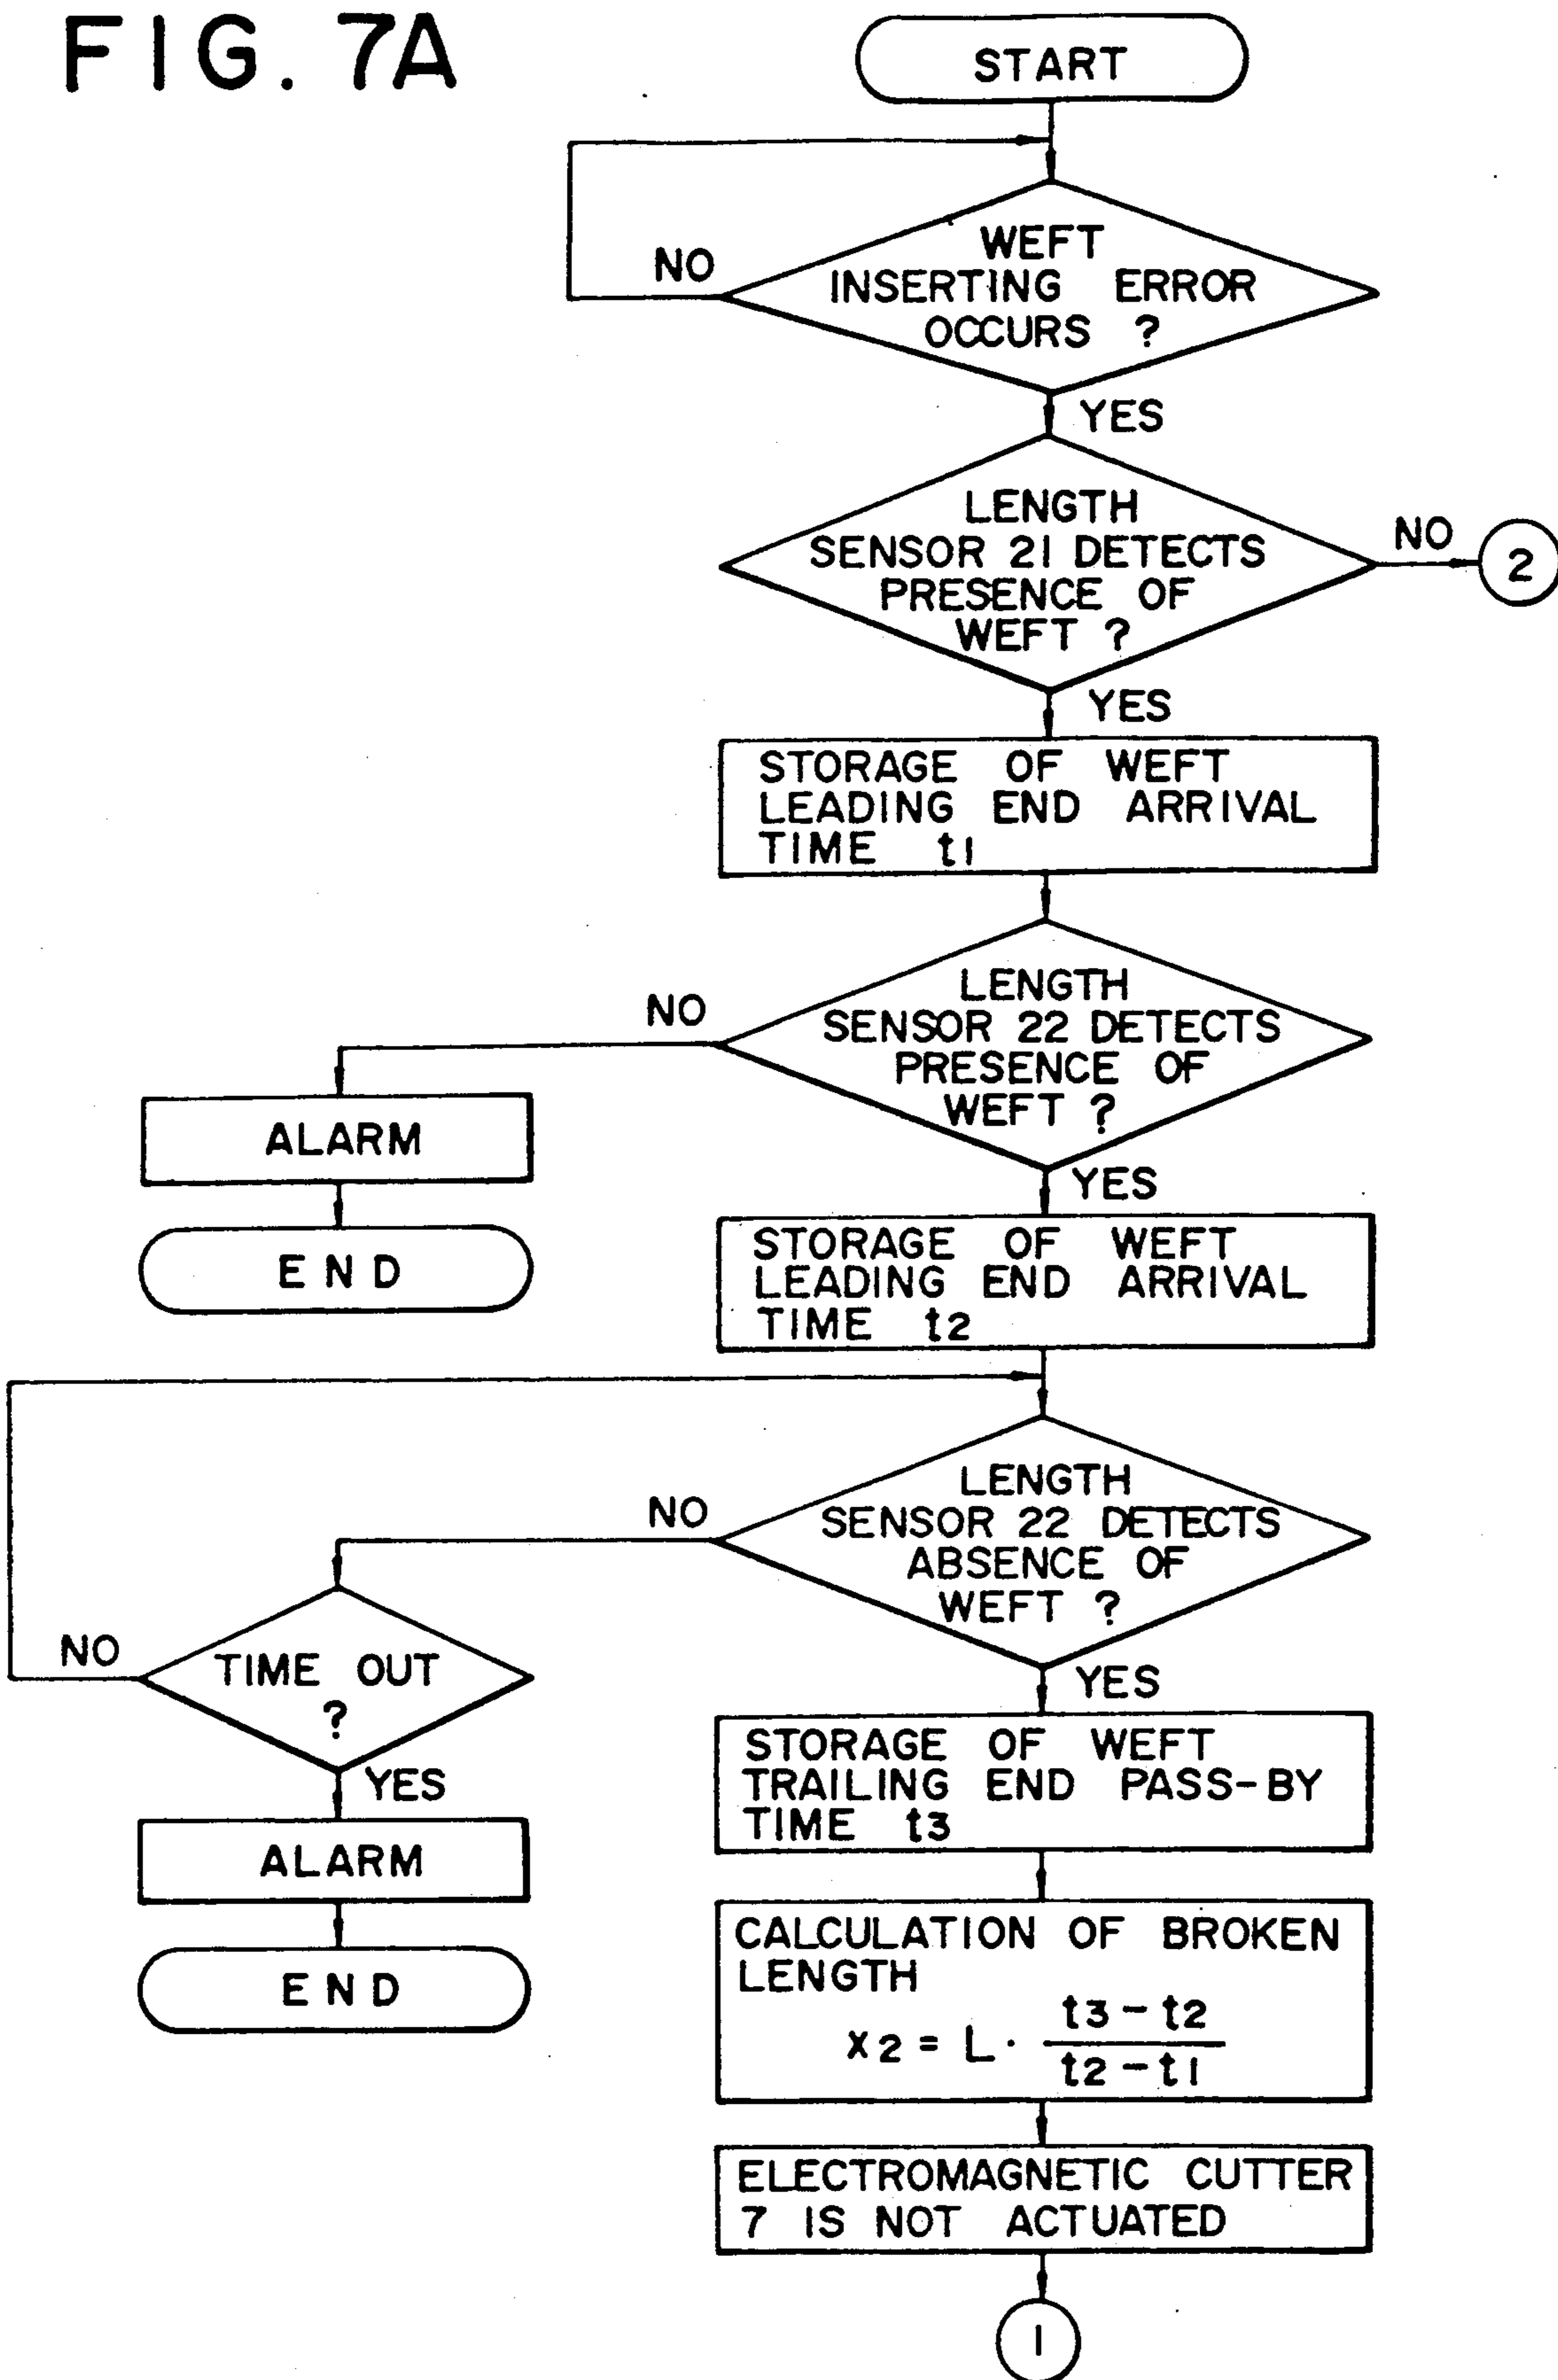 FIG. 7A
START
WEFT
INSERTING ERROR
OCCURS ?
NO
YES
LENGTH
SENSOR 21 DETECTS
PRESENCE OF
WEFT ?
NO
2
YES
STORAGE OF WEFT
LEADING END ARRIVAL
TIME t1
LENGTH
SENSOR 22 DETECTS
PRESENCE OF
WEFT ?
NO
ALARM
END
YES
STORAGE OF WEFT
LEADING END ARRIVAL
TIME t2
LENGTH
SENSOR 22 DETECTS
ABSENCE OF
WEFT ?
NO
TIME OUT
?
NO
YES
ALARM
END
YES
STORAGE OF WEFT
TRAILING END PASS-BY
TIME t3
CALCULATION OF BROKEN
LENGTH
x2 = L · (t3 - t2) / (t2 - t1)
ELECTROMAGNETIC CUTTER
7 IS NOT ACTUATED
1